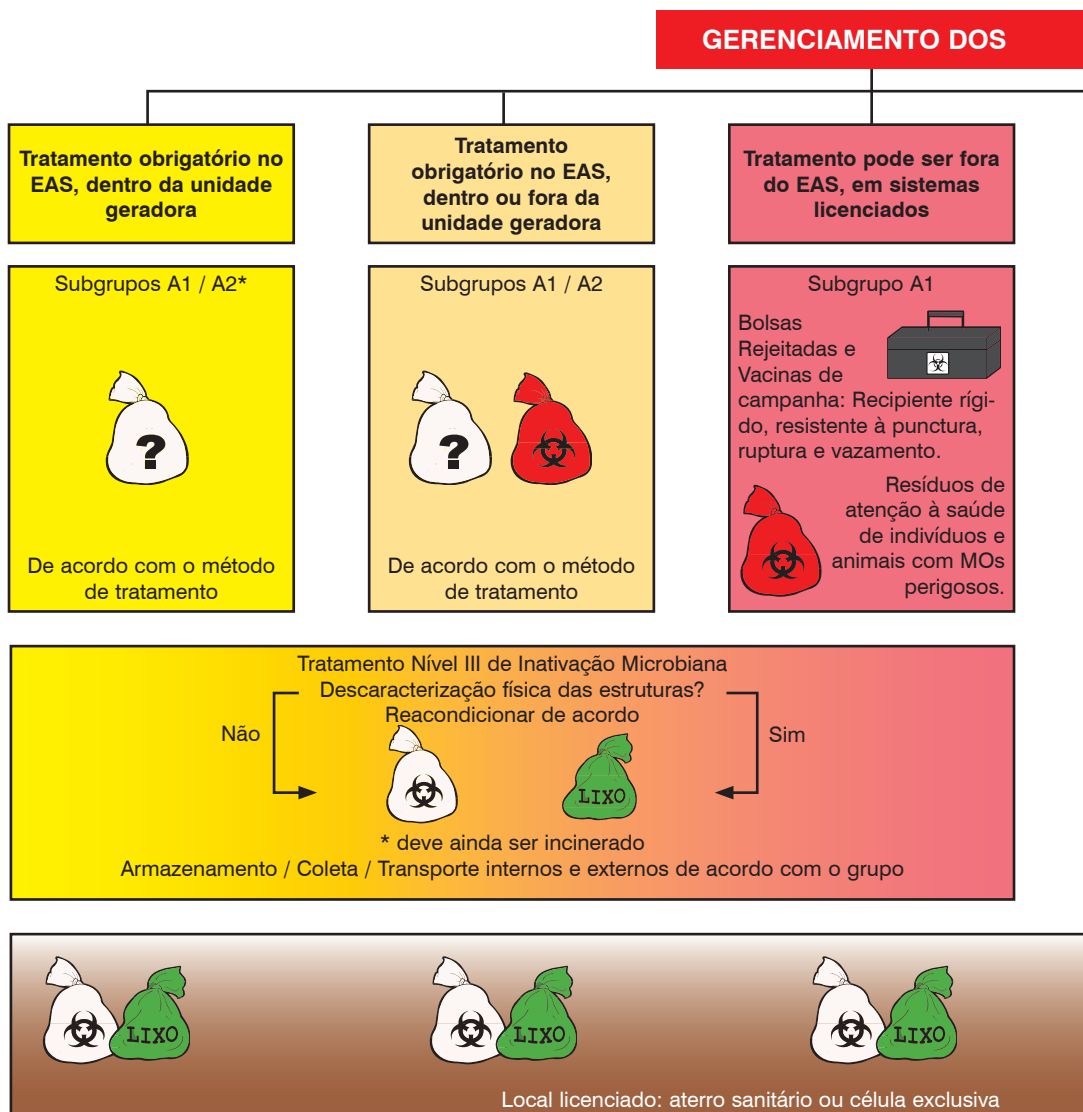 GERENCIAMENTO DOS
Tratamento obrigatório no
EAS, dentro da unidade
geradora
Tratamento
obrigatório no EAS,
dentro ou fora da
unidade geradora
Tratamento pode ser fora
do EAS, em sistemas
licenciados
Subgrupos A1 / A2*
?
De acordo com o método
de tratamento
Subgrupos A1 / A2
?
De acordo com o método
de tratamento
Subgrupo A1
Bolsas
Rejeitadas e
Vacinas de
campanha: Recipiente rígi-
do, resistente à punctura,
ruptura e vazamento.
Resíduos de
atenção à saúde
de indivíduos e
animais com MOs
perigosos.
Tratamento Nível III de Inativação Microbiana
Descaracterização física das estruturas?
Reacondicionar de acordo
Não
Sim
LIXO
* deve ainda ser incinerado
Armazenamento / Coleta / Transporte internos e externos de acordo com o grupo
LIXO
LIXO
LIXO
Local licenciado: aterro sanitário ou célula exclusiva